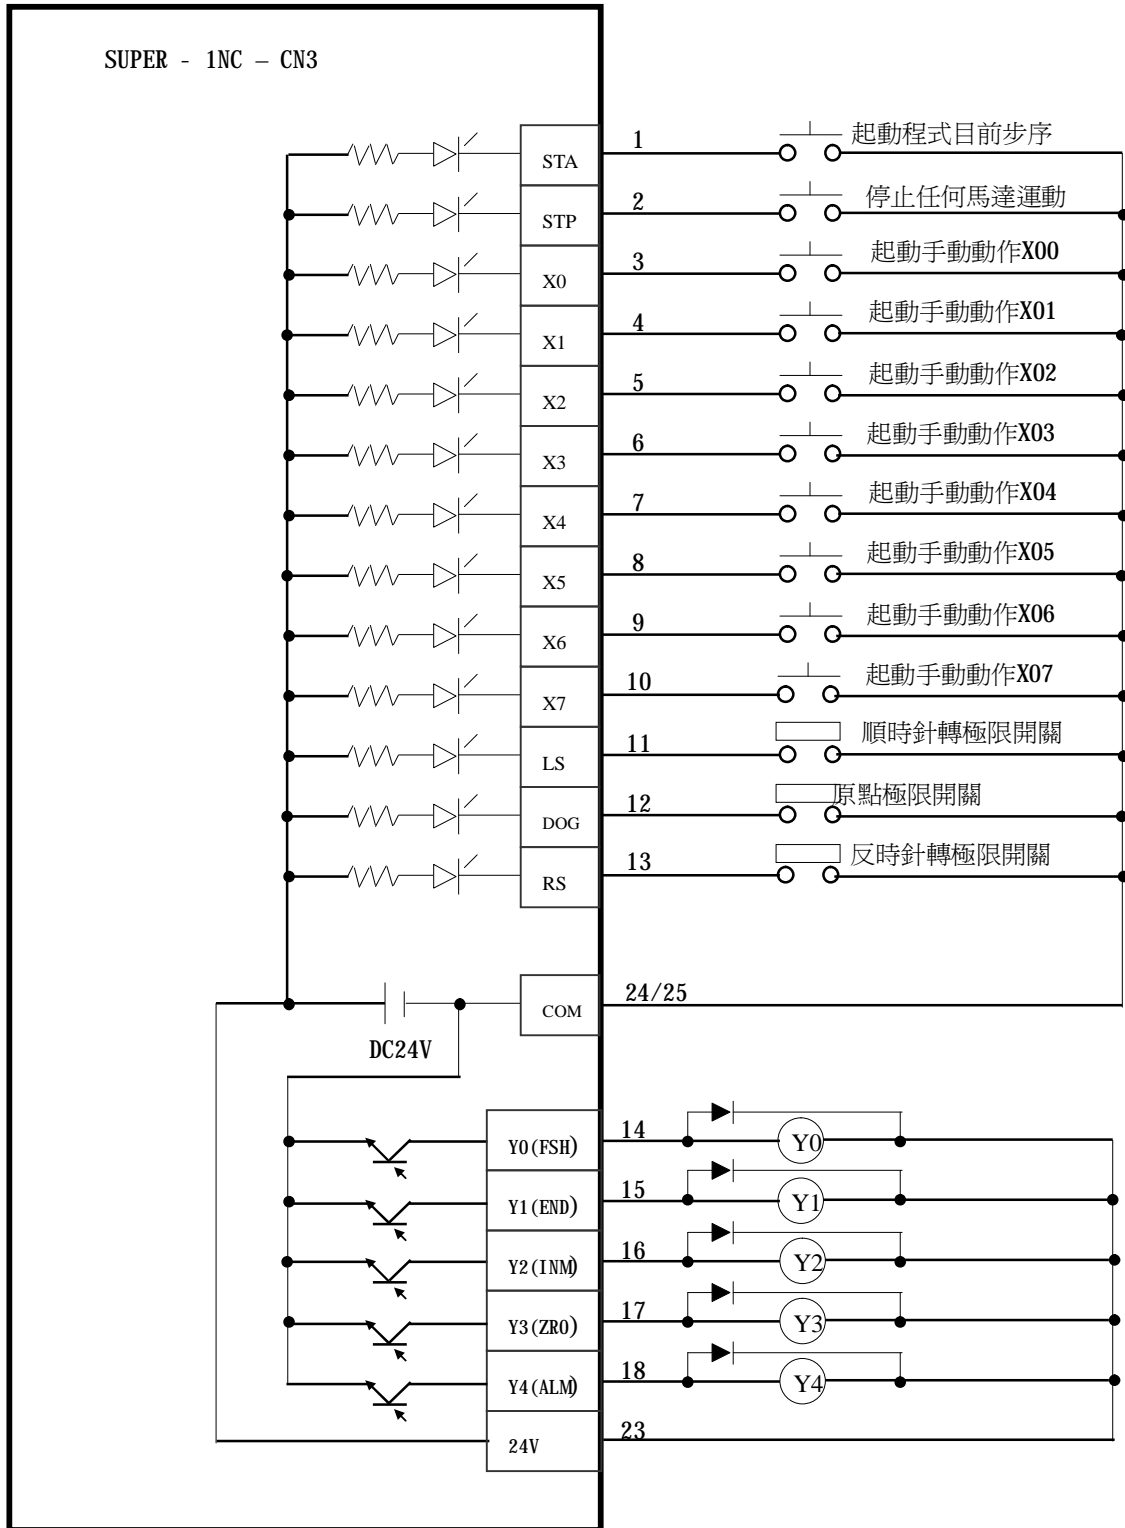 SUPER - 1NC – CN3
STA 1 起動程式目前步序
STP 2 停止任何馬達運動
X0 3 起動手動動作X00
X1 4 起動手動動作X01
X2 5 起動手動動作X02
X3 6 起動手動動作X03
X4 7 起動手動動作X04
X5 8 起動手動動作X05
X6 9 起動手動動作X06
X7 10 起動手動動作X07
LS 11 順時針轉極限開關
DOG 12 原點極限開關
RS 13 反時針轉極限開關
COM 24/25
DC24V
Y0(FSH) 14 Y0
Y1(END) 15 Y1
Y2(INM) 16 Y2
Y3(ZRO) 17 Y3
Y4(ALM) 18 Y4
24V 23